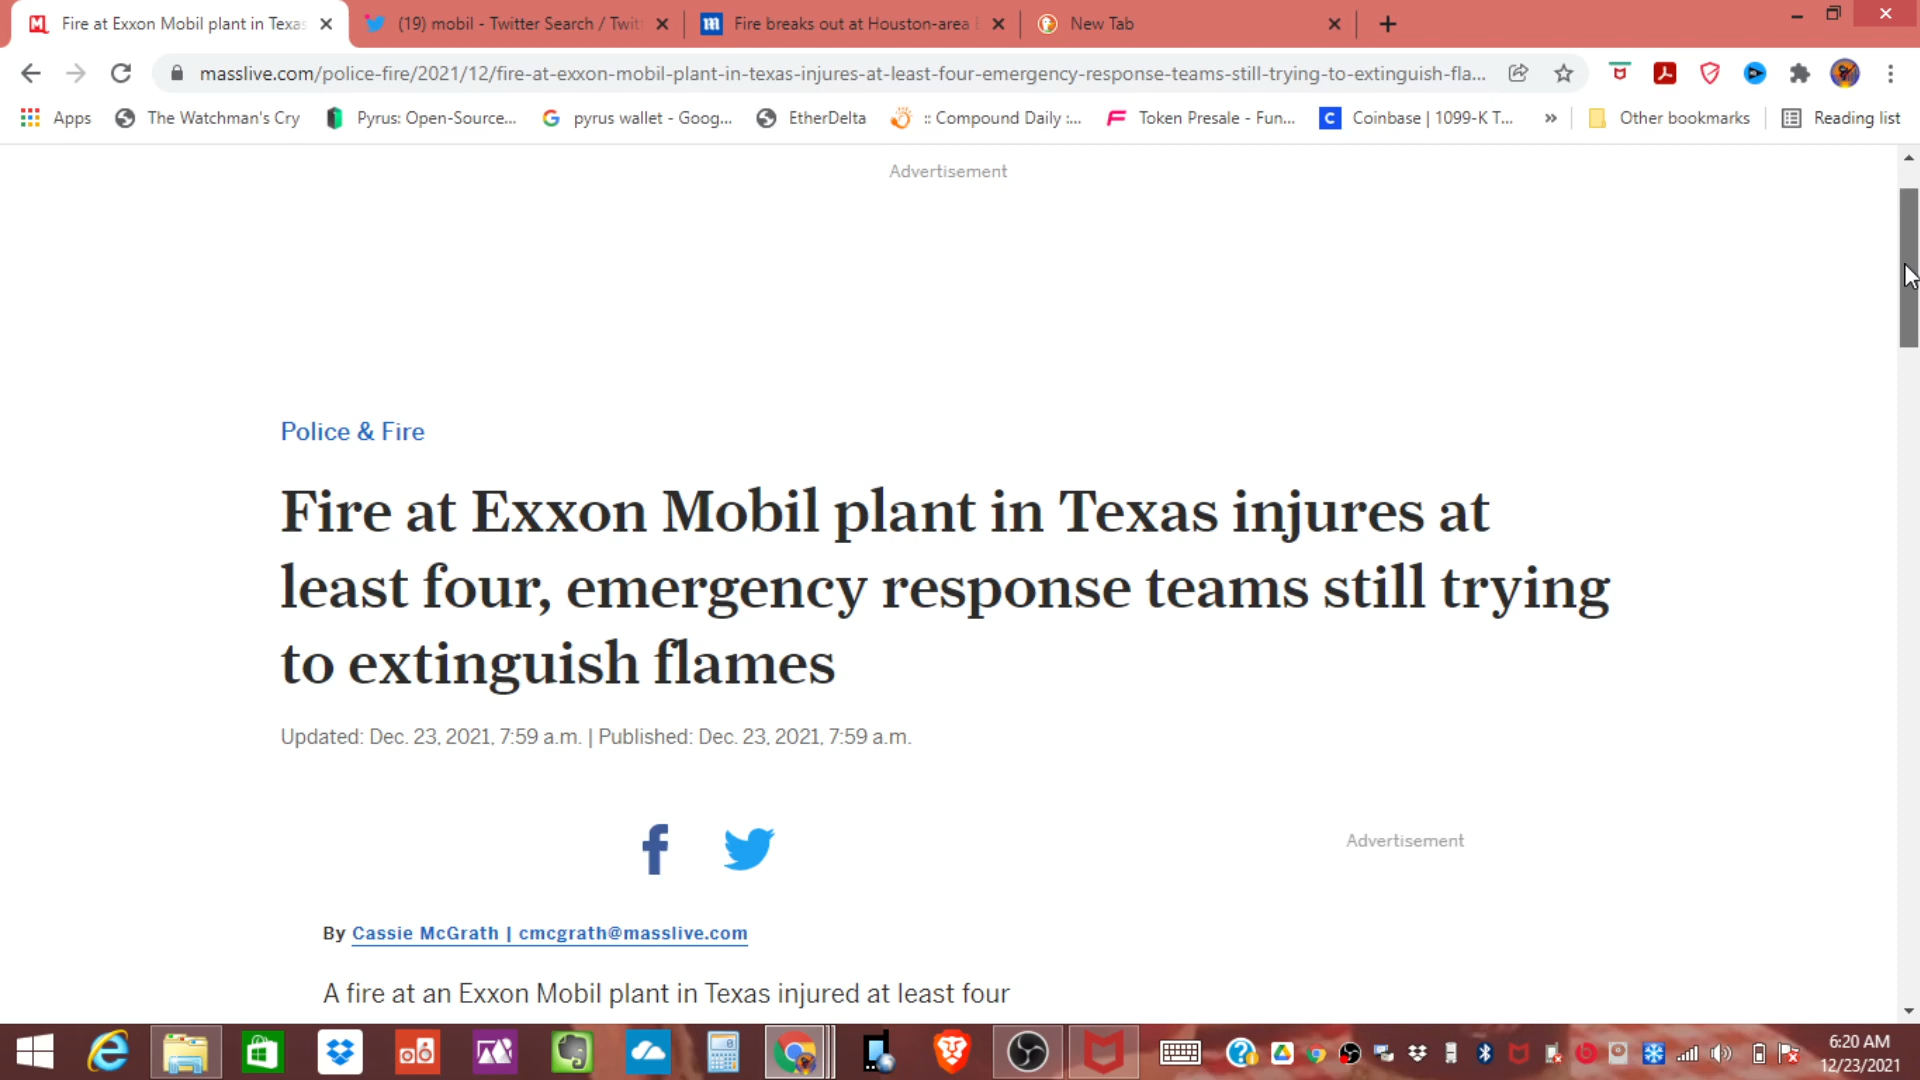 Fire at Exxon Mobil plant in Texas
(19) mobil - Twitter Search / Twit
Fire breaks out at Houston-area
New Tab
masslive.com/police-fire/2021/12/fire-at-exxon-mobil-plant-in-texas-injures-at-least-four-emergency-response-teams-still-trying-to-extinguish-fla...
Apps
The Watchman's Cry
Pyrus: Open-Source...
pyrus wallet - Goog...
EtherDelta
:: Compound Daily :...
Token Presale - Fun...
Coinbase | 1099-K T...
»
Other bookmarks
Reading list
Advertisement
Police & Fire
Fire at Exxon Mobil plant in Texas injures at
least four, emergency response teams still trying
to extinguish flames
Updated: Dec. 23, 2021, 7:59 a.m. | Published: Dec. 23, 2021, 7:59 a.m.
Advertisement
By Cassie McGrath | cmcgrath@masslive.com
A fire at an Exxon Mobil plant in Texas injured at least four
6:20 AM
12/23/2021